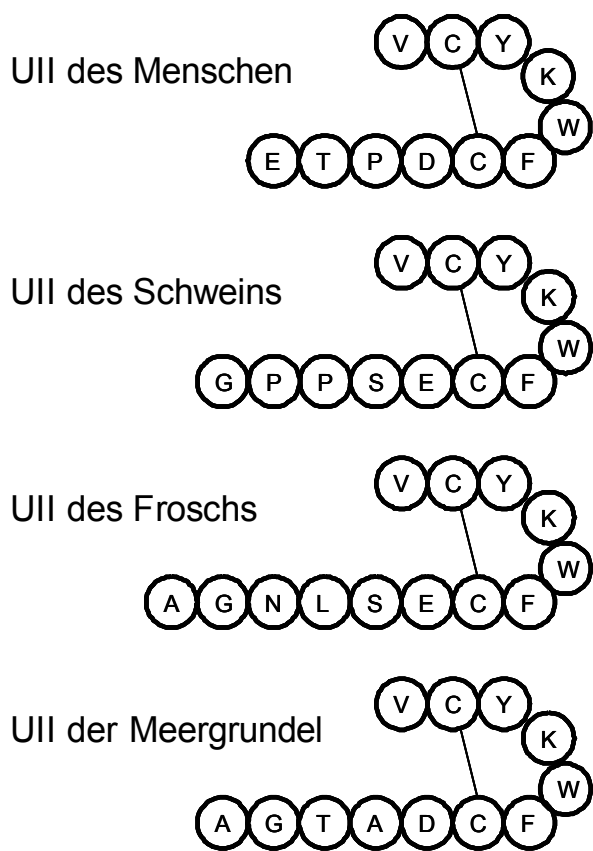 V C Y
UII des Menschen
K
W
E T P D C F
V C Y
UII des Schweins
K
W
G P P S E C F
V C Y
UII des Froschs
K
W
A G N L S E C F
V C Y
UII der Meergrundel
K
W
A G T A D C F